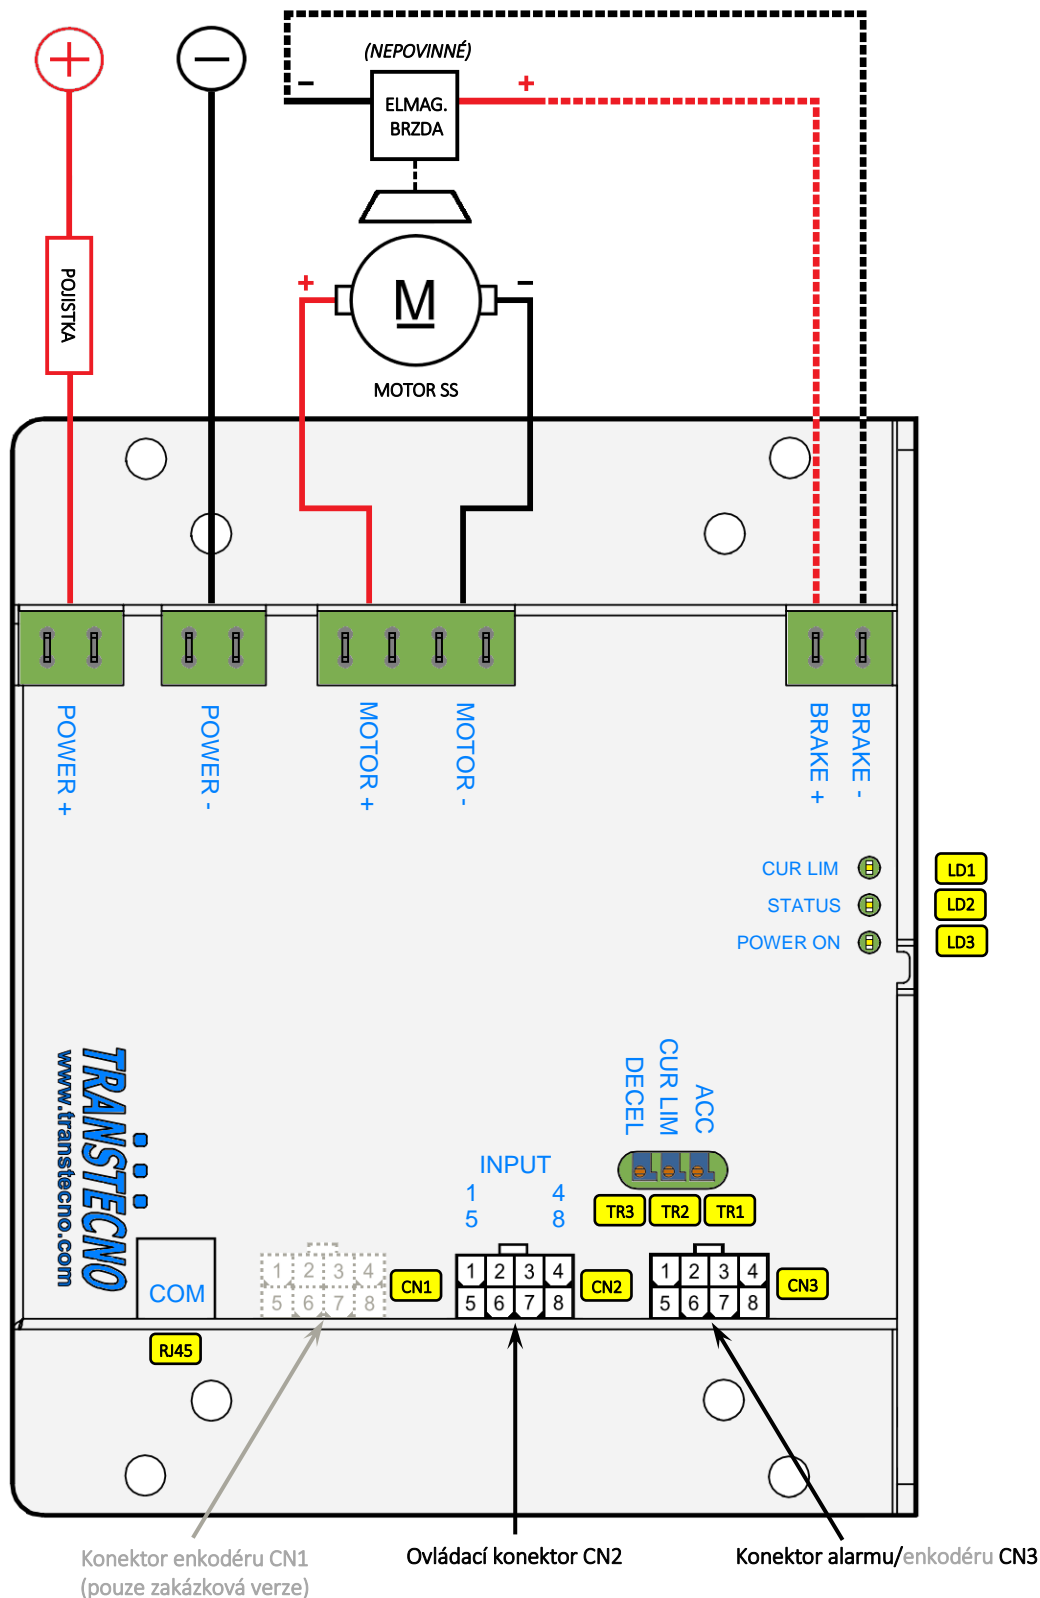 (NEPOVINNÉ)
+
−
−
+
ELMAG.
BRZDA
POJISTKA
+
−
M
MOTOR SS
POWER +
POWER -
MOTOR +
MOTOR -
BRAKE +
BRAKE -
CUR LIM
LD1
STATUS
LD2
POWER ON
LD3
TRANSTECNO
www.transtecno.com
DECEL
CUR LIM
ACC
INPUT
1 4
5 8
TR3
TR2
TR1
COM
RJ45
1 2 3 4
5 6 7 8
CN1
1 2 3 4
5 6 7 8
CN2
1 2 3 4
5 6 7 8
CN3
Konektor enkodéru CN1
(pouze zakázková verze)
Ovládací konektor CN2
Konektor alarmu/enkodéru CN3